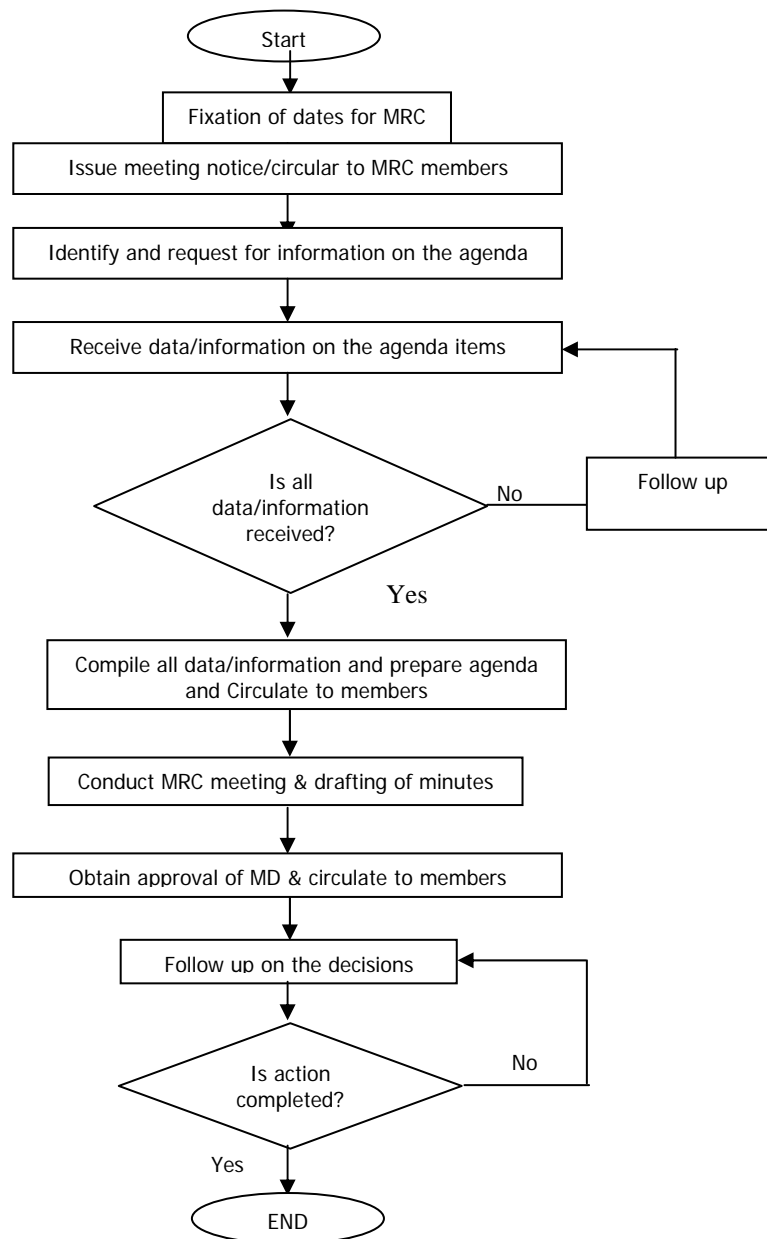 Start
Fixation of dates for MRC
Issue meeting notice/circular to MRC members
Identify and request for information on the agenda
Receive data/information on the agenda items
Is all
data/information
received?
No
Follow up
Yes
Compile all data/information and prepare agenda
and Circulate to members
Conduct MRC meeting & drafting of minutes
Obtain approval of MD & circulate to members
Follow up on the decisions
Is action
completed?
No
Yes
END